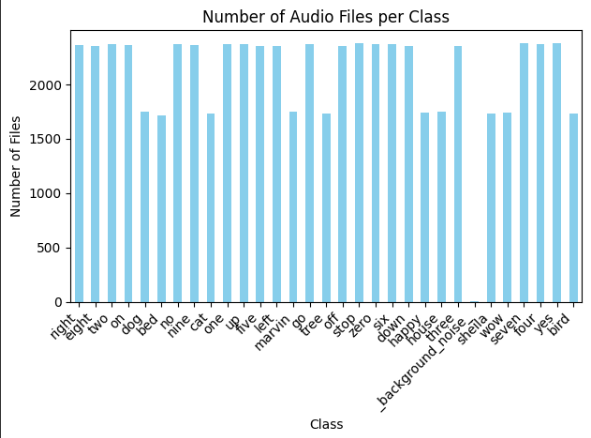 Number of Audio Files per Class
Number of Files
2000
1500
1000
500
0
right
eight
two
on
dog
bed
no
nine
cat
one
up
five
left
marvin
go
tree
off
stop
zero
six
down
happy
house
three
_background_noise_
sheila
wow
seven
four
yes
bird
Class